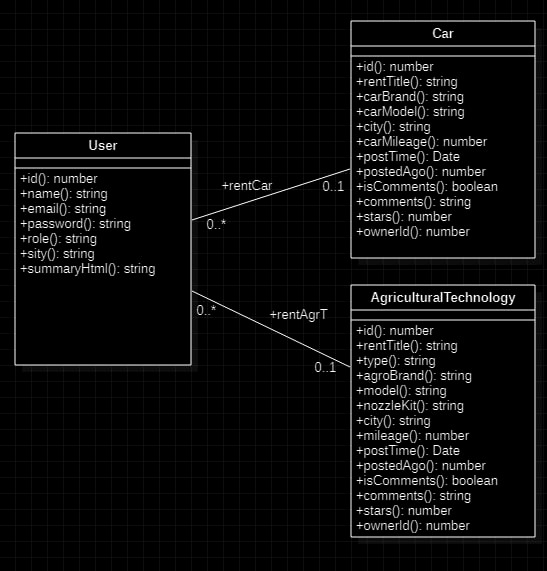 User
+id(): number
+name(): string
+email(): string
+password(): string
+role(): string
+sity(): string
+summaryHtml(): string
+rentCar
0..1
0..*
Car
+id(): number
+rentTitle(): string
+carBrand(): string
+carModel(): string
+city(): string
+carMileage(): number
+postTime(): Date
+postedAgo(): number
+isComments(): boolean
+comments(): string
+stars(): number
+ownerId(): number
0..*
+rentAgrT
0..1
AgriculturalTechnology
+id(): number
+rentTitle(): string
+type(): string
+agroBrand(): string
+model(): string
+nozzleKit(): string
+city(): string
+mileage(): number
+postTime(): Date
+postedAgo(): number
+isComments(): boolean
+comments(): string
+stars(): number
+ownerId(): number